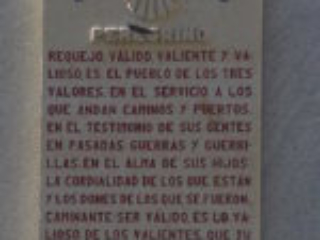 REQUEJO, VÁLIDO, VALIENTE Y VA-
LIOSO, ES EL PUEBLO DE LOS TRES
VALORES. EN EL SERVICIO A LOS
QUE ANDAN CAMINOS Y PUERTOS.
EN EL TESTIMONIO DE SUS GENTES
EN PASADAS GUERRAS Y GUERRI-
LLAS. EN EL ALMA DE SUS HIJOS:
LA CORDIALIDAD DE LOS QUE ESTÁN
Y LOS DONES DE LOS QUE SE FUERON.
CAMINANTE SER VÁLIDO, ES LO VA-
LIOSO DE LOS VALIENTES, QUE TU